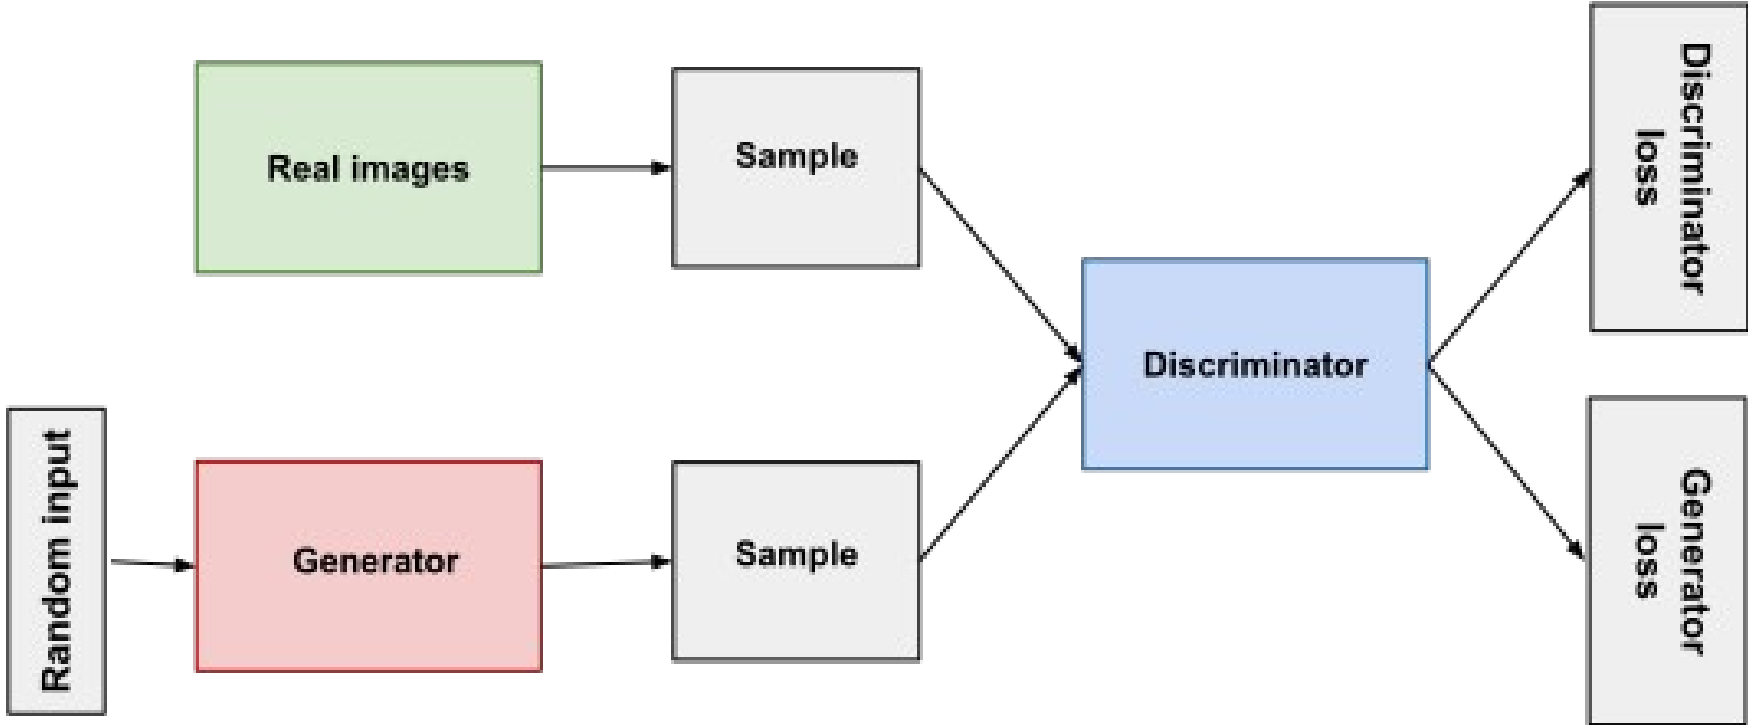 Real images
Sample
Discriminator
loss
Discriminator
Random input
Generator
Sample
Generator
loss